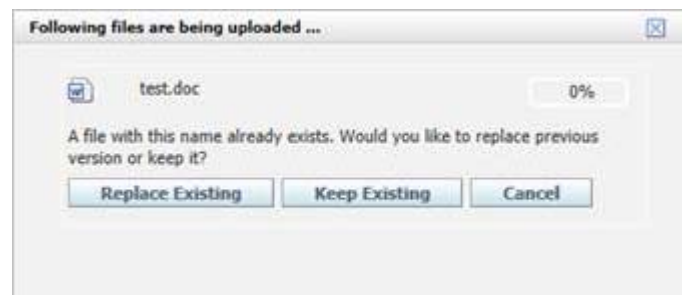 Following files are being uploaded ...
test.doc
0%
A file with this name already exists. Would you like to replace previous
version or keep it?
Replace Existing
Keep Existing
Cancel